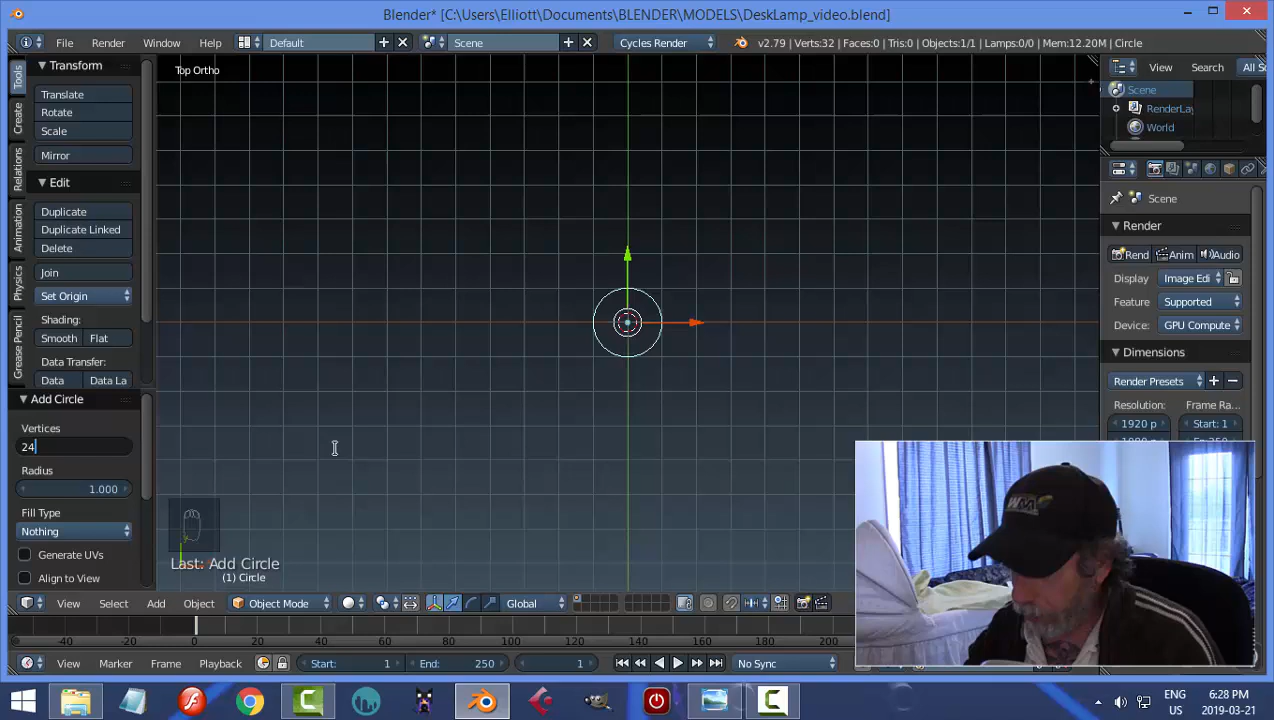 Blender* [C:\Users\Elliott\Documents\BLENDER\MODELS\DeskLamp_video.blend]
File Render Window Help Default Scene Cycles Render v2.79 | Verts:32 | Faces:0 | Tris:0 | Objects:1/1 | Lamps:0/0 | Mem:12.20M | Circle
Tools
Create
Relations
Animation
Physics
Grease Pencil
Transform
Translate
Rotate
Scale
Mirror
Edit
Duplicate
Duplicate Linked
Delete
Join
Set Origin
Shading:
Smooth Flat
Data Transfer:
Data Data La
Add Circle
Vertices
24
Radius
1.000
Fill Type
Nothing
Generate UVs
Align to View
Top Ortho
Last: Add Circle
(1) Circle
View Search All S
Scene
RenderLay
World
Scene
Render
Rend Anim Audio
Display Image Edi
Feature Supported
Device: GPU Compute
Dimensions
Render Presets
Resolution: Frame Ra...
1920 p Start: 1
WM
View Select Add Object Object Mode Global
-40 -20 0 20 40 60 80 100 120 140 160 180 200
View Marker Frame Playback Start: 1 End: 250 1 No Sync
ENG
US
6:28 PM
2019-03-21